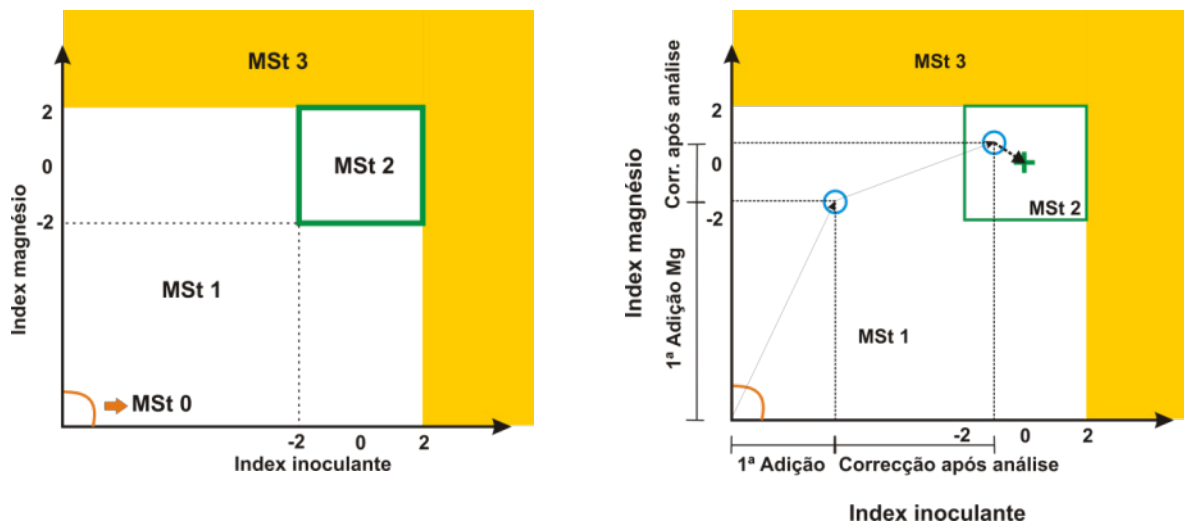 MSt 3
Index magnésio
2
0
-2
MSt 2
MSt 1
MSt 0
-2
0
2
Index inoculante
MSt 3
Index magnésio
1ª Adição Mg
Corr. após análise
2
0
-2
MSt 2
MSt 1
-2
0
2
1ª Adição
Correcção após análise
Index inoculante